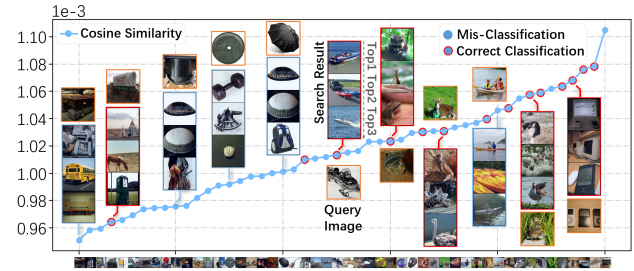 1e-3
1.10
1.08
1.06
1.04
1.02
1.00
0.98
0.96
Cosine Similarity
Mis-Classification
Correct Classification
Search Result
Top1 Top2 Top3
Query
Image